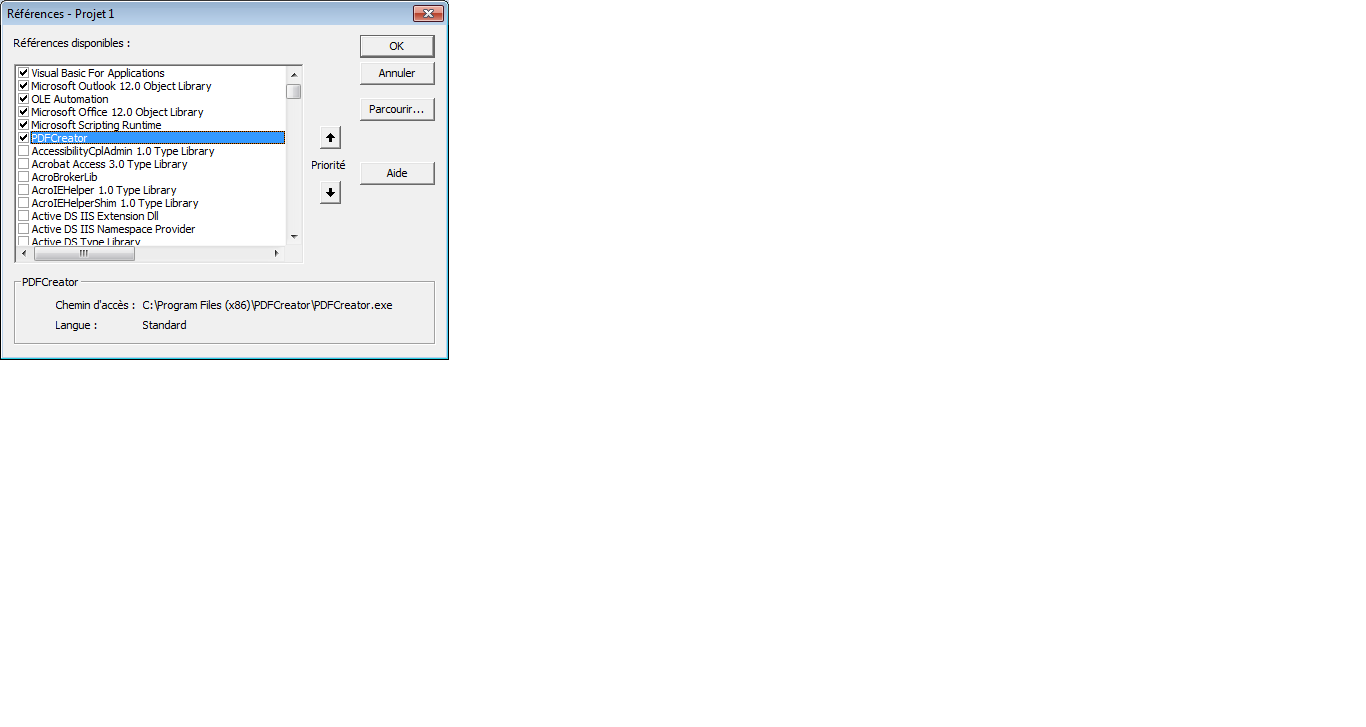 Références - Projet 1
Références disponibles :
OK
Annuler
Parcourir...
Visual Basic For Applications
Microsoft Outlook 12.0 Object Library
OLE Automation
Microsoft Office 12.0 Object Library
Microsoft Scripting Runtime
PDFCreator
AccessibilityCplAdmin 1.0 Type Library
Acrobat Access 3.0 Type Library
AcroBrokerLib
AcroIEHelper 1.0 Type Library
AcroIEHelperShim 1.0 Type Library
Active DS IIS Extension Dll
Active DS IIS Namespace Provider
Active DS Type Library
Priorité
Aide
PDFCreator
Chemin d'accès : C:\Program Files (x86)\PDFCreator\PDFCreator.exe
Langue : Standard